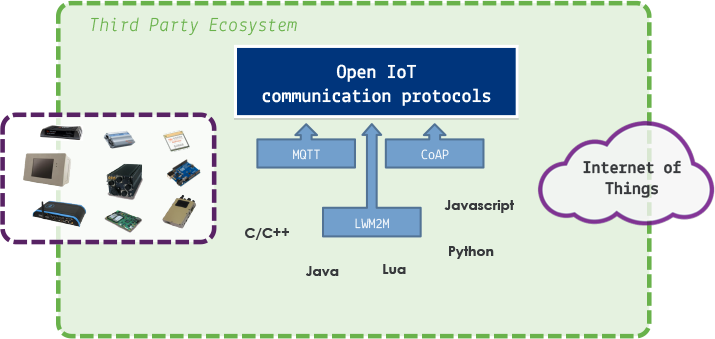 Third Party Ecosystem
Open IoT
communication protocols
MQTT
CoAP
Internet of
Things
Javascript
LWM2M
C/C++
Python
Java
Lua